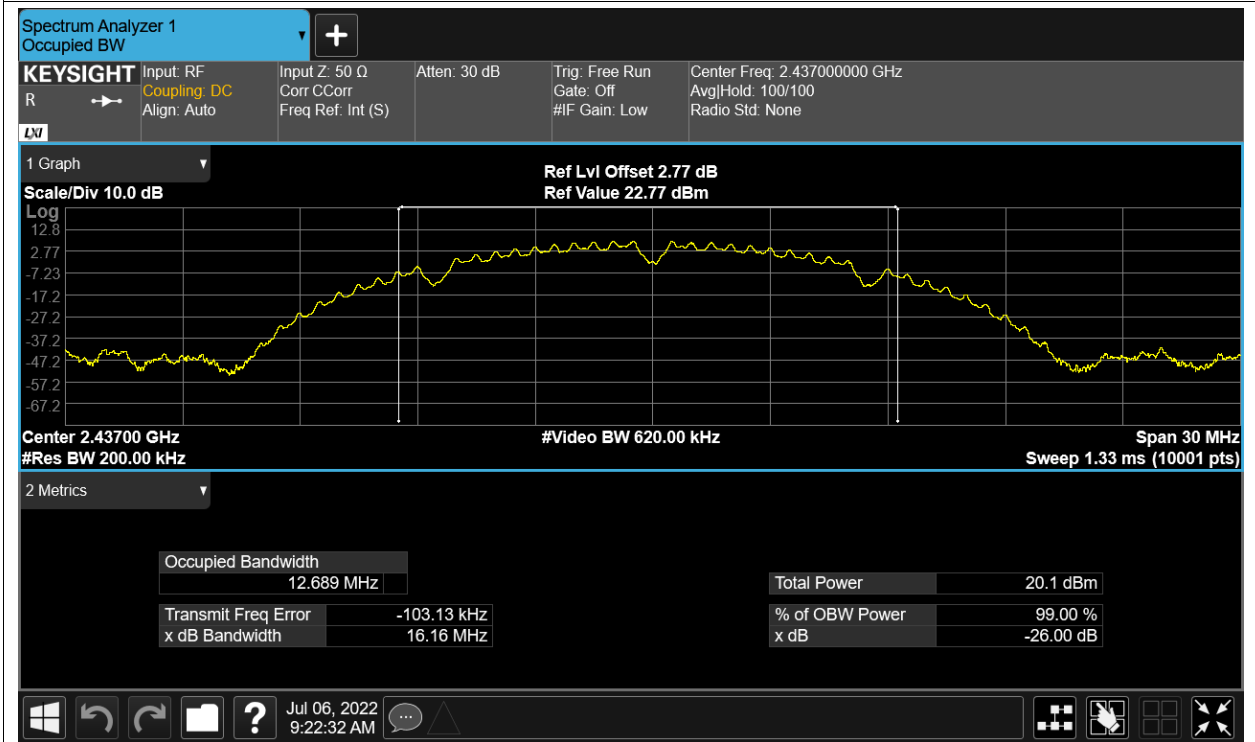 Spectrum Analyzer 1
Occupied BW
KEYSIGHT
R
LXI
Input: RF
Coupling: DC
Align: Auto
Input Z: 50 Ω
Corr CCorr
Freq Ref: Int (S)
Atten: 30 dB
Trig: Free Run
Gate: Off
#IF Gain: Low
Center Freq: 2.437000000 GHz
Avg|Hold: 100/100
Radio Std: None
1 Graph
Scale/Div 10.0 dB
Ref Lvl Offset 2.77 dB
Ref Value 22.77 dBm
Log
12.8
2.77
-7.23
-17.2
-27.2
-37.2
-47.2
-57.2
-67.2
Center 2.43700 GHz
#Video BW 620.00 kHz
Span 30 MHz
#Res BW 200.00 kHz
Sweep 1.33 ms (10001 pts)
2 Metrics
Occupied Bandwidth
12.689 MHz
Total Power 20.1 dBm
Transmit Freq Error -103.13 kHz
% of OBW Power 99.00 %
x dB Bandwidth 16.16 MHz
x dB -26.00 dB
?
Jul 06, 2022
9:22:32 AM